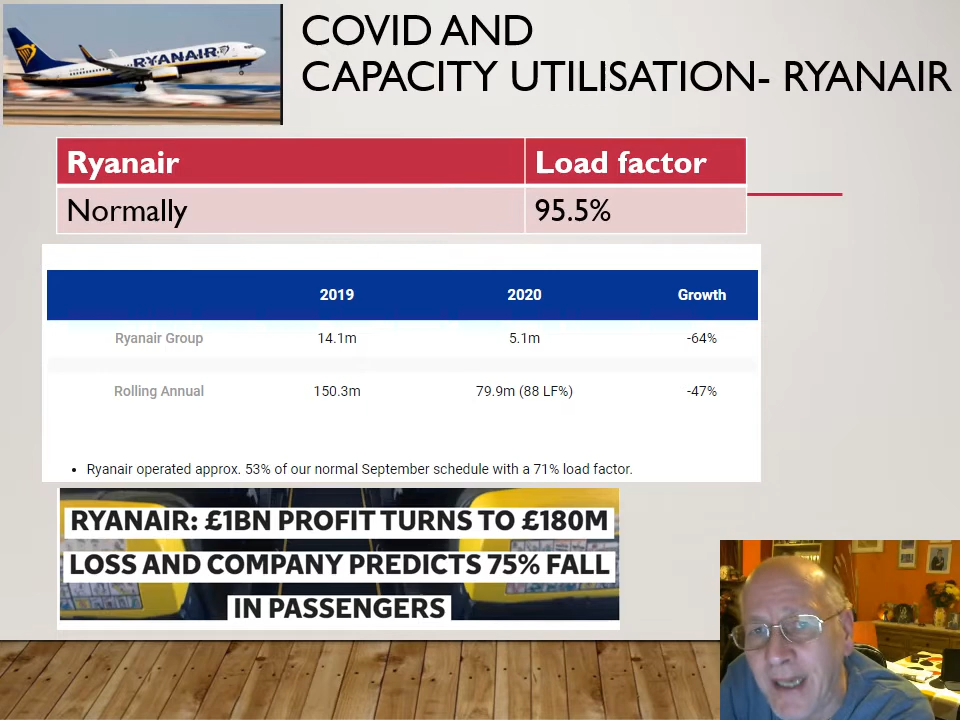 RYANAIR
COVID AND
CAPACITY UTILISATION- RYANAIR
Ryanair Load factor
Normally 95.5%
2019 2020 Growth
Ryanair Group 14.1m 5.1m -64%
Rolling Annual 150.3m 79.9m (88 LF%) -47%
• Ryanair operated approx. 53% of our normal September schedule with a 71% load factor.
RYANAIR: £1BN PROFIT TURNS TO £180M
LOSS AND COMPANY PREDICTS 75% FALL
IN PASSENGERS